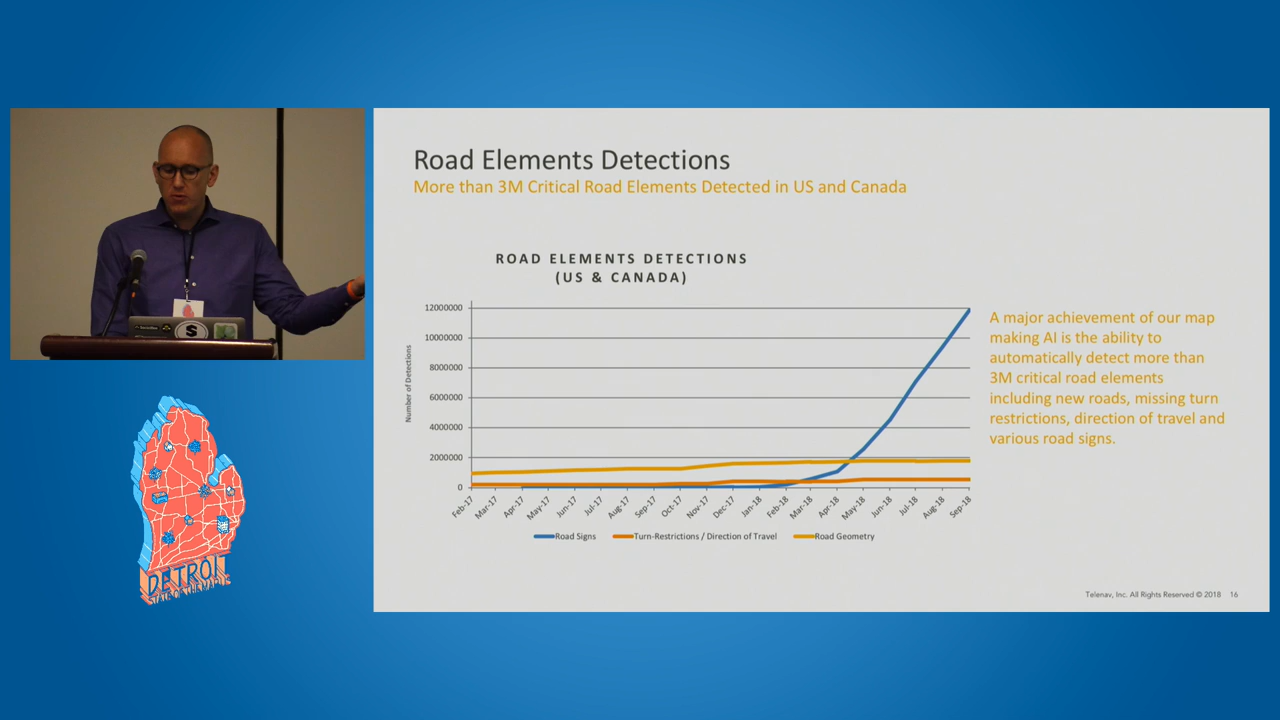 Road Elements Detections
More than 3M Critical Road Elements Detected in US and Canada
ROAD ELEMENTS DETECTIONS
(US & CANADA)
Number of Detections
12000000
10000000
8000000
6000000
4000000
2000000
0
Feb-17 Mar-17 Apr-17 May-17 Jun-17 Jul-17 Aug-17 Sep-17 Oct-17 Nov-17 Dec-17 Jan-18 Feb-18 Mar-18 Apr-18 May-18 Jun-18 Jul-18 Aug-18 Sep-18
Road Signs Turn-Restrictions / Direction of Travel Road Geometry
A major achievement of our map
making AI is the ability to
automatically detect more than
3M critical road elements
including new roads, missing turn
restrictions, direction of travel and
various road signs.
Telenav, Inc. All Rights Reserved © 2018 16
S
DETROIT
STATE OF THE MAP US